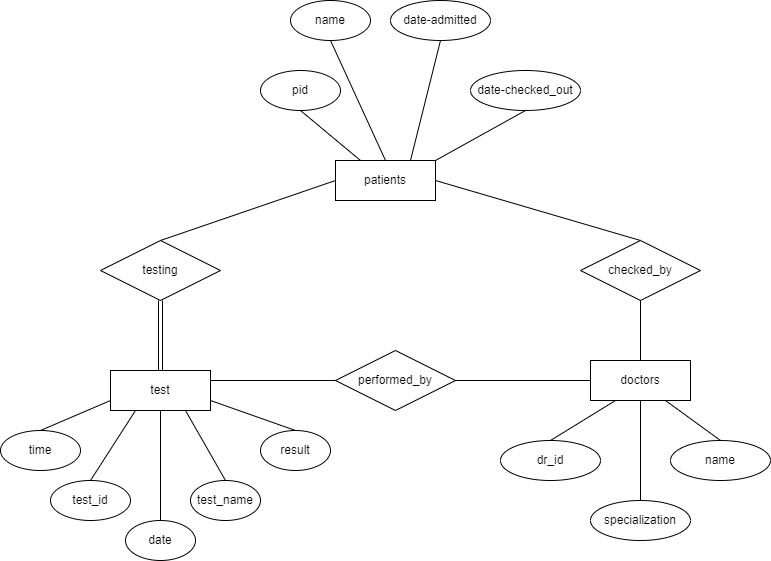 name
date-admitted
pid
date-checked_out
patients
testing
checked_by
test
performed_by
doctors
time
result
dr_id
name
test_id
test_name
specialization
date